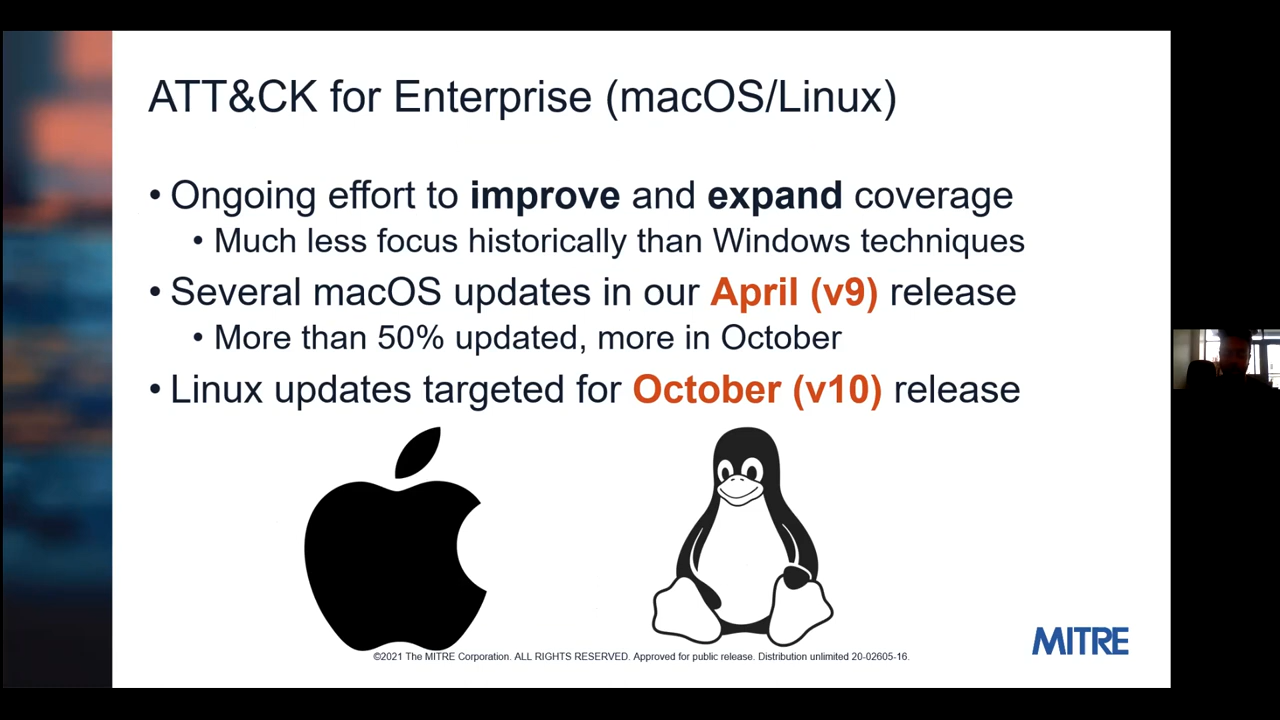 ATT&CK for Enterprise (macOS/Linux)
• Ongoing effort to improve and expand coverage
• Much less focus historically than Windows techniques
• Several macOS updates in our April (v9) release
• More than 50% updated, more in October
• Linux updates targeted for October (v10) release
©2021 The MITRE Corporation. ALL RIGHTS RESERVED. Approved for public release. Distribution unlimited 20-02605-16.
MITRE